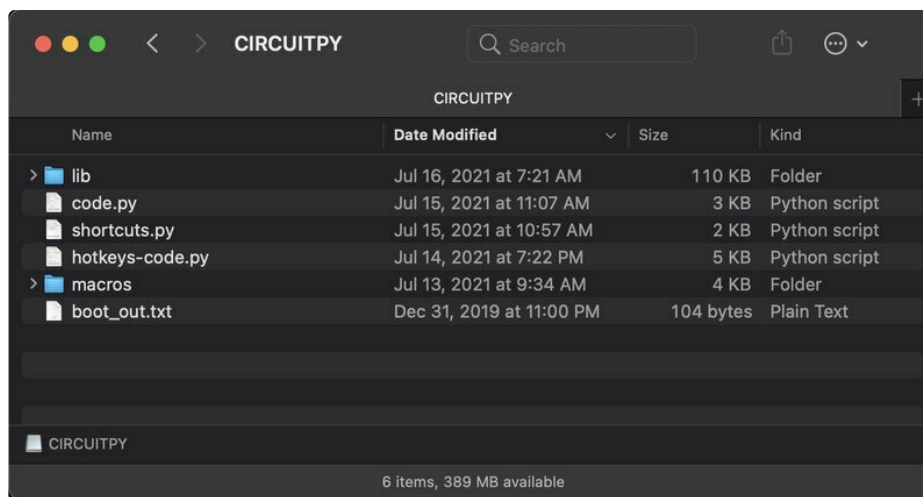 CIRCUITPY
Search
CIRCUITPY
Name Date Modified Size Kind
lib Jul 16, 2021 at 7:21 AM 110 KB Folder
code.py Jul 15, 2021 at 11:07 AM 3 KB Python script
shortcuts.py Jul 15, 2021 at 10:57 AM 2 KB Python script
hotkeys-code.py Jul 14, 2021 at 7:22 PM 5 KB Python script
macros Jul 13, 2021 at 9:34 AM 4 KB Folder
boot_out.txt Dec 31, 2019 at 11:00 PM 104 bytes Plain Text
CIRCUITPY
6 items, 389 MB available